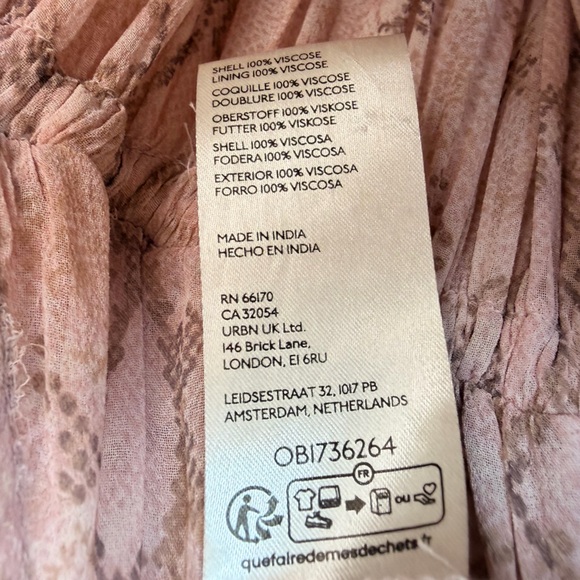 SHELL 100% VISCOSE
LINING 100% VISCOSE
COQUILLE 100% VISCOSE
DOUBLURE 100% VISCOSE
OBERSTOFF 100% VISKOSE
FUTTER 100% VISKOSE
SHELL 100% VISCOSA
FODERA 100% VISCOSA
EXTERIOR 100% VISCOSA
FORRO 100% VISCOSA
MADE IN INDIA
HECHO EN INDIA
RN 66170
CA 32054
URBN UK Ltd.
146 Brick Lane,
LONDON, E1 6RU
LEIDSESTRAAT 32, 1017 PB
AMSTERDAM, NETHERLANDS
OB1736264
FR
OU
quefairedemesdechets.fr